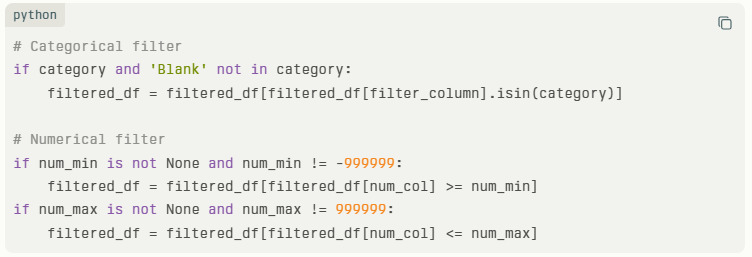 python
# Categorical filter
if category and 'Blank' not in category:
    filtered_df = filtered_df[filtered_df[filter_column].isin(category)]

# Numerical filter
if num_min is not None and num_min != -999999:
    filtered_df = filtered_df[filtered_df[num_col] >= num_min]
if num_max is not None and num_max != 999999:
    filtered_df = filtered_df[filtered_df[num_col] <= num_max]